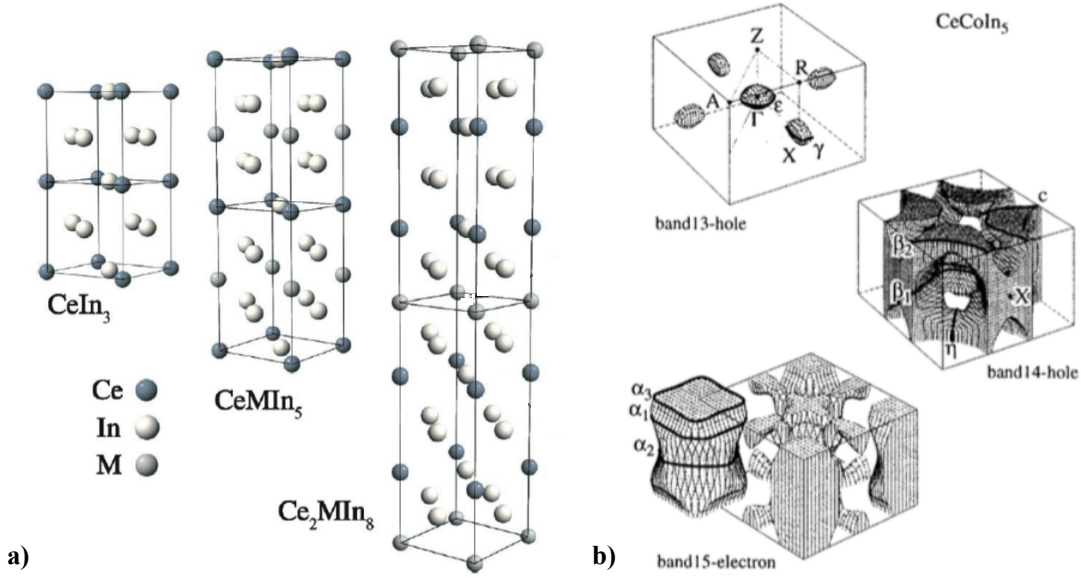 CeIn3
Ce
In
M
CeMIn5
Ce2MIn8
a)
CeCoIn5
Z
R
A
Γ
ε
X
γ
band13-hole
c
β2
β1
X
η
band14-hole
α3
α1
α2
band15-electron
b)